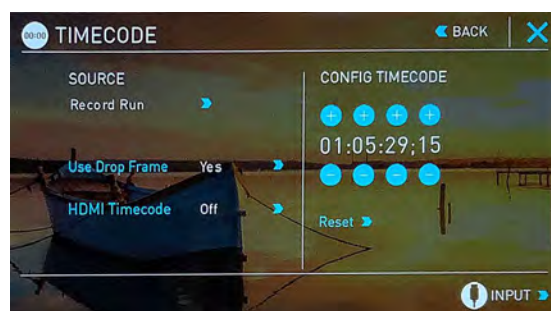 00:00 TIMECODE
BACK
SOURCE
Record Run
Use Drop Frame Yes
HDMI Timecode Off
CONFIG TIMECODE
+ + + +
01:05:29;15
- - - -
Reset
INPUT